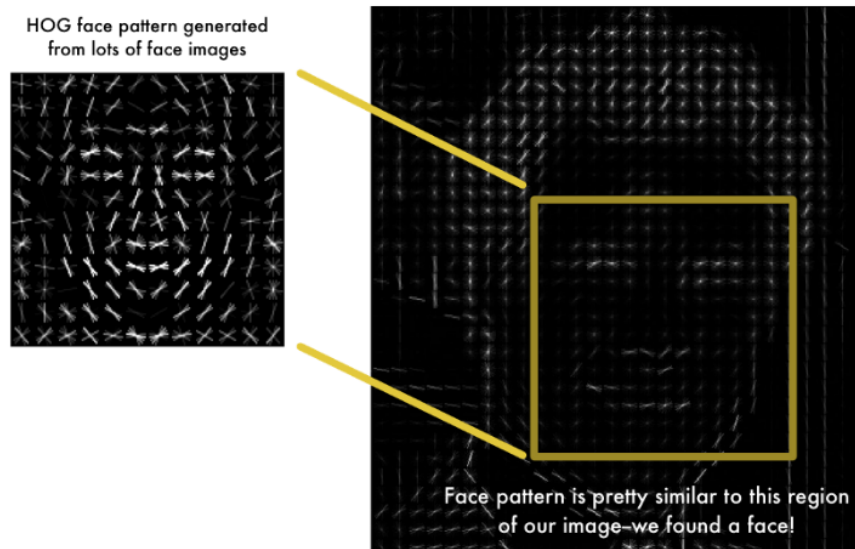 HOG face pattern generated
from lots of face images
Face pattern is pretty similar to this region
of our image–we found a face!